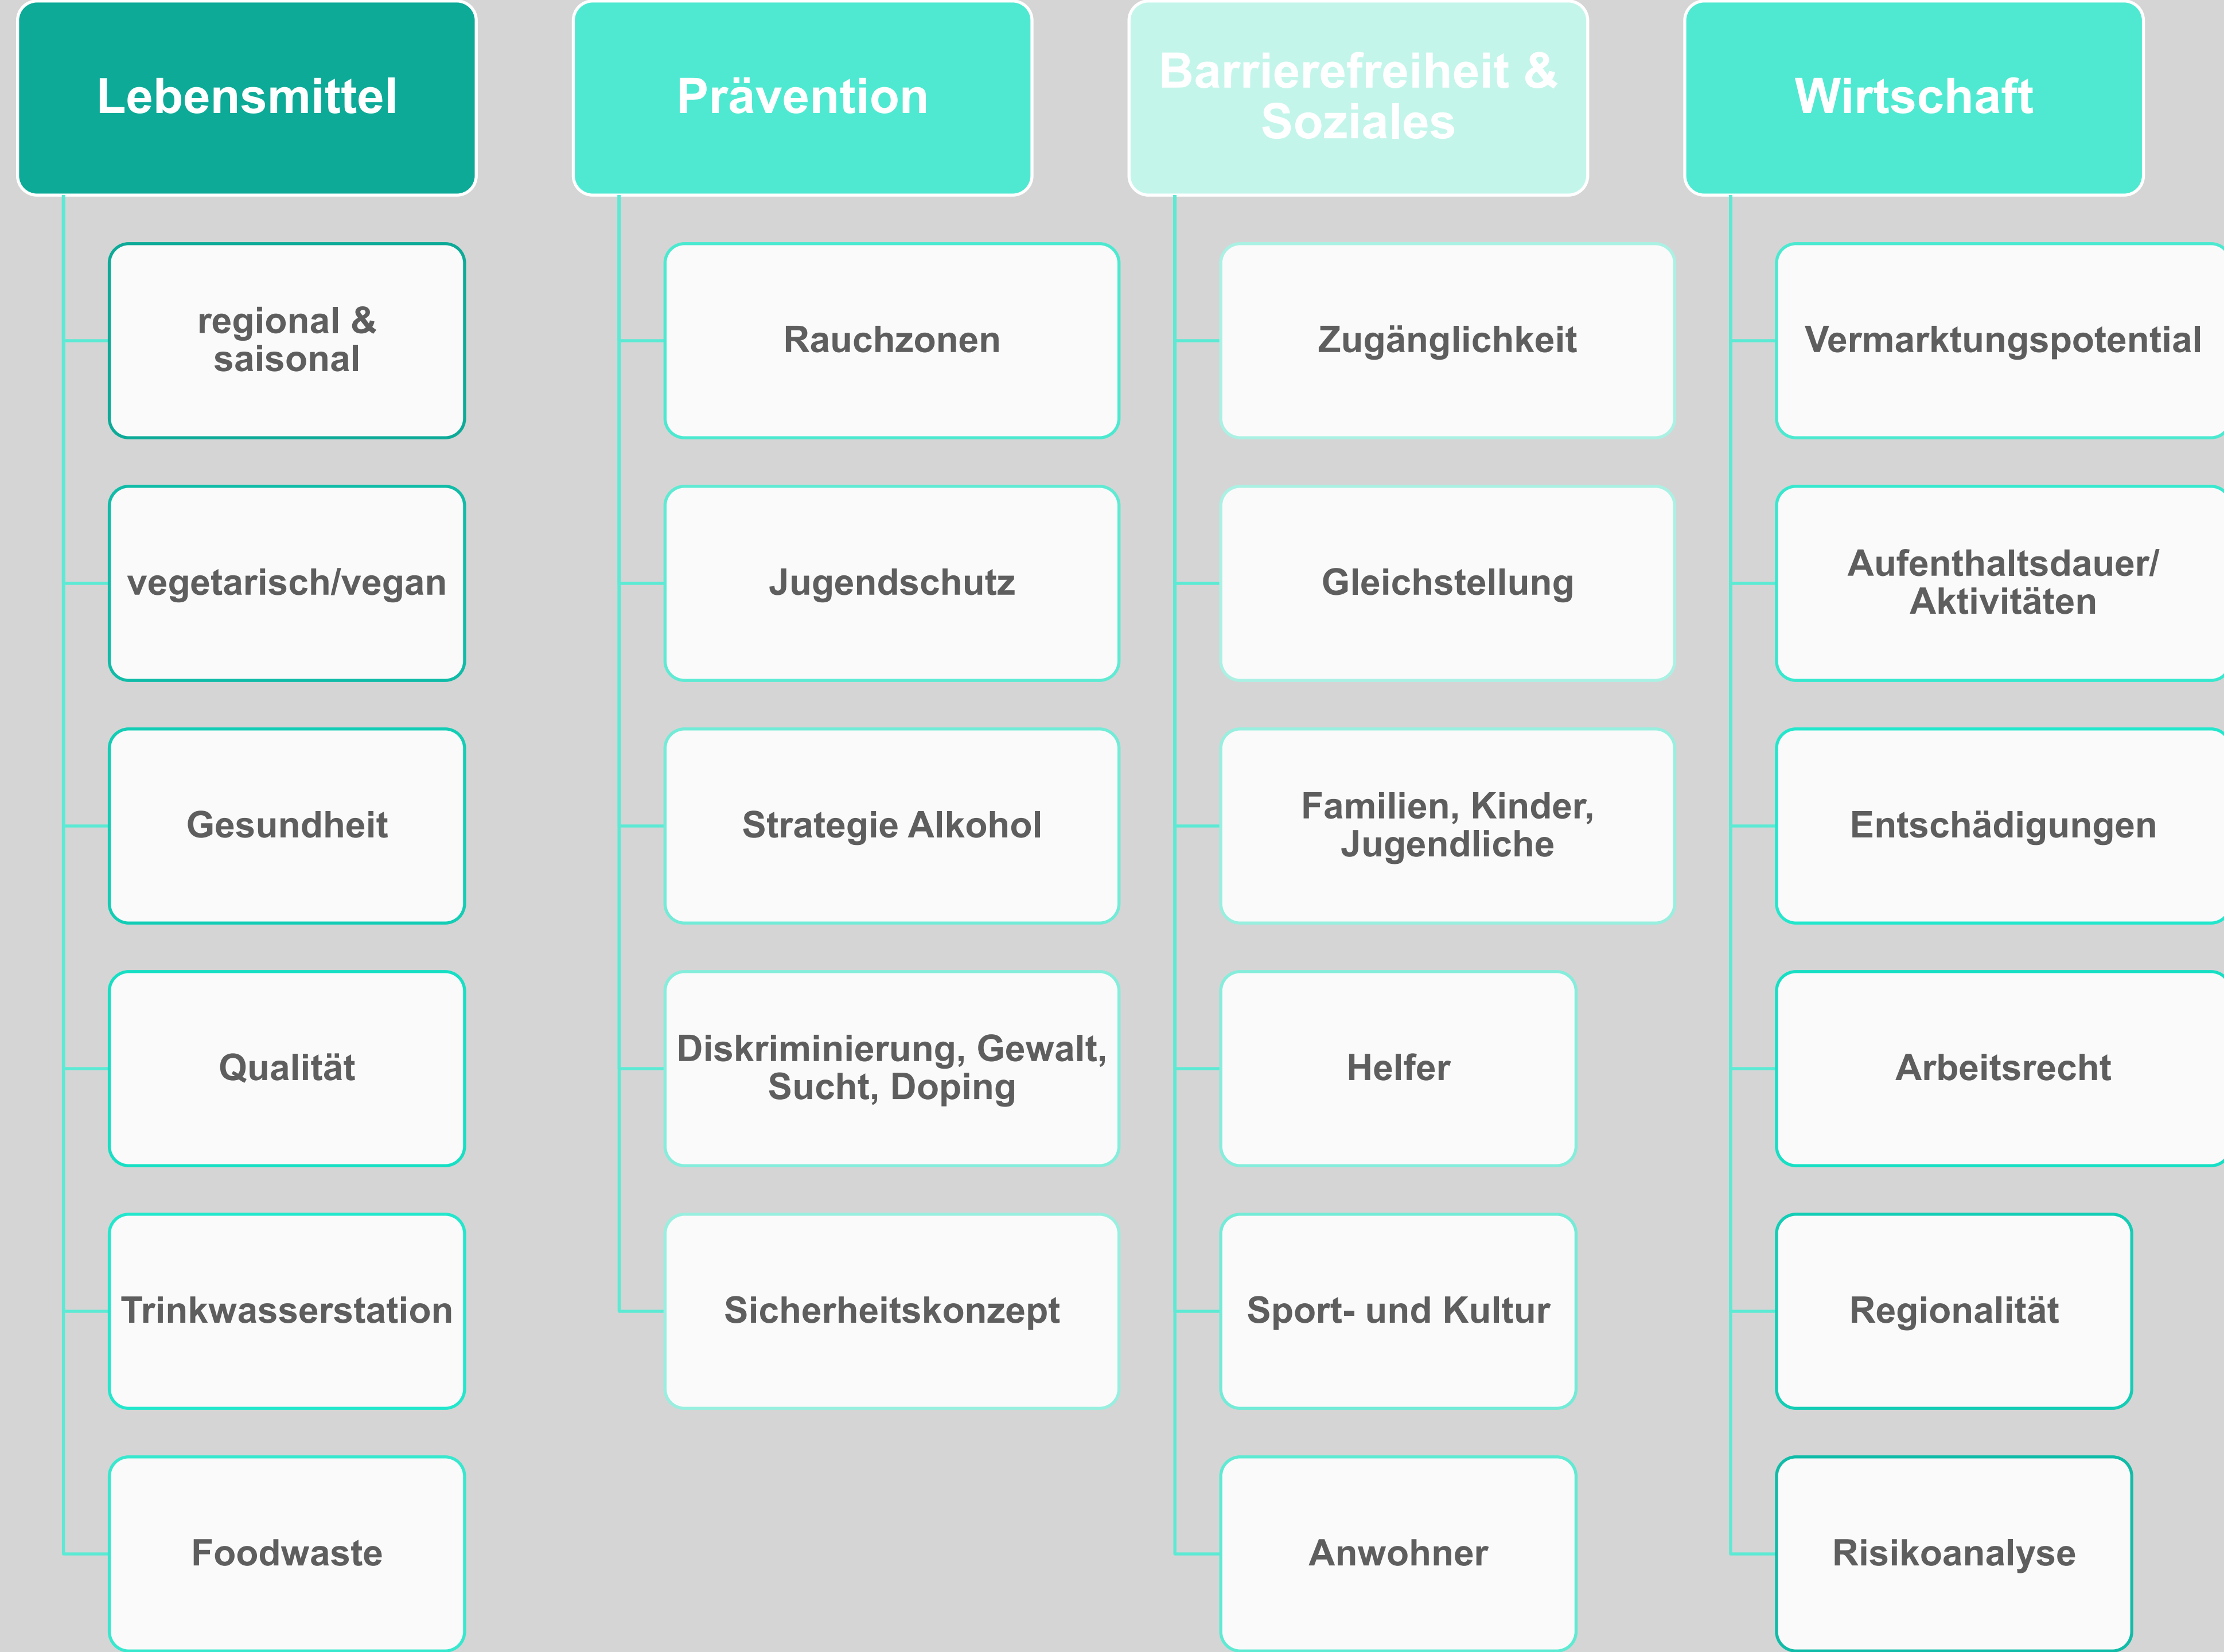 Lebensmittel
regional &
saisonal
vegetarisch/vegan
Gesundheit
Qualität
Trinkwasserstation
Foodwaste
Prävention
Rauchzonen
Jugendschutz
Strategie Alkohol
Diskriminierung, Gewalt,
Sucht, Doping
Sicherheitskonzept
Barrierefreiheit &
Soziales
Zugänglichkeit
Gleichstellung
Familien, Kinder,
Jugendliche
Helfer
Sport- und Kultur
Anwohner
Wirtschaft
Vermarktungspotential
Aufenthaltsdauer/
Aktivitäten
Entschädigungen
Arbeitsrecht
Regionalität
Risikoanalyse